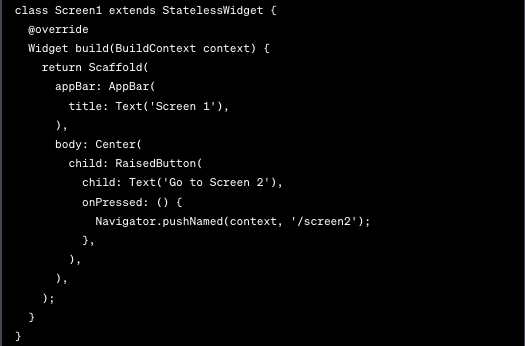 class Screen1 extends StatelessWidget {
  @override
  Widget build(BuildContext context) {
    return Scaffold(
      appBar: AppBar(
        title: Text('Screen 1'),
      ),
      body: Center(
        child: RaisedButton(
          child: Text('Go to Screen 2'),
          onPressed: () {
            Navigator.pushNamed(context, '/screen2');
          },
        ),
      ),
    );
  }
}